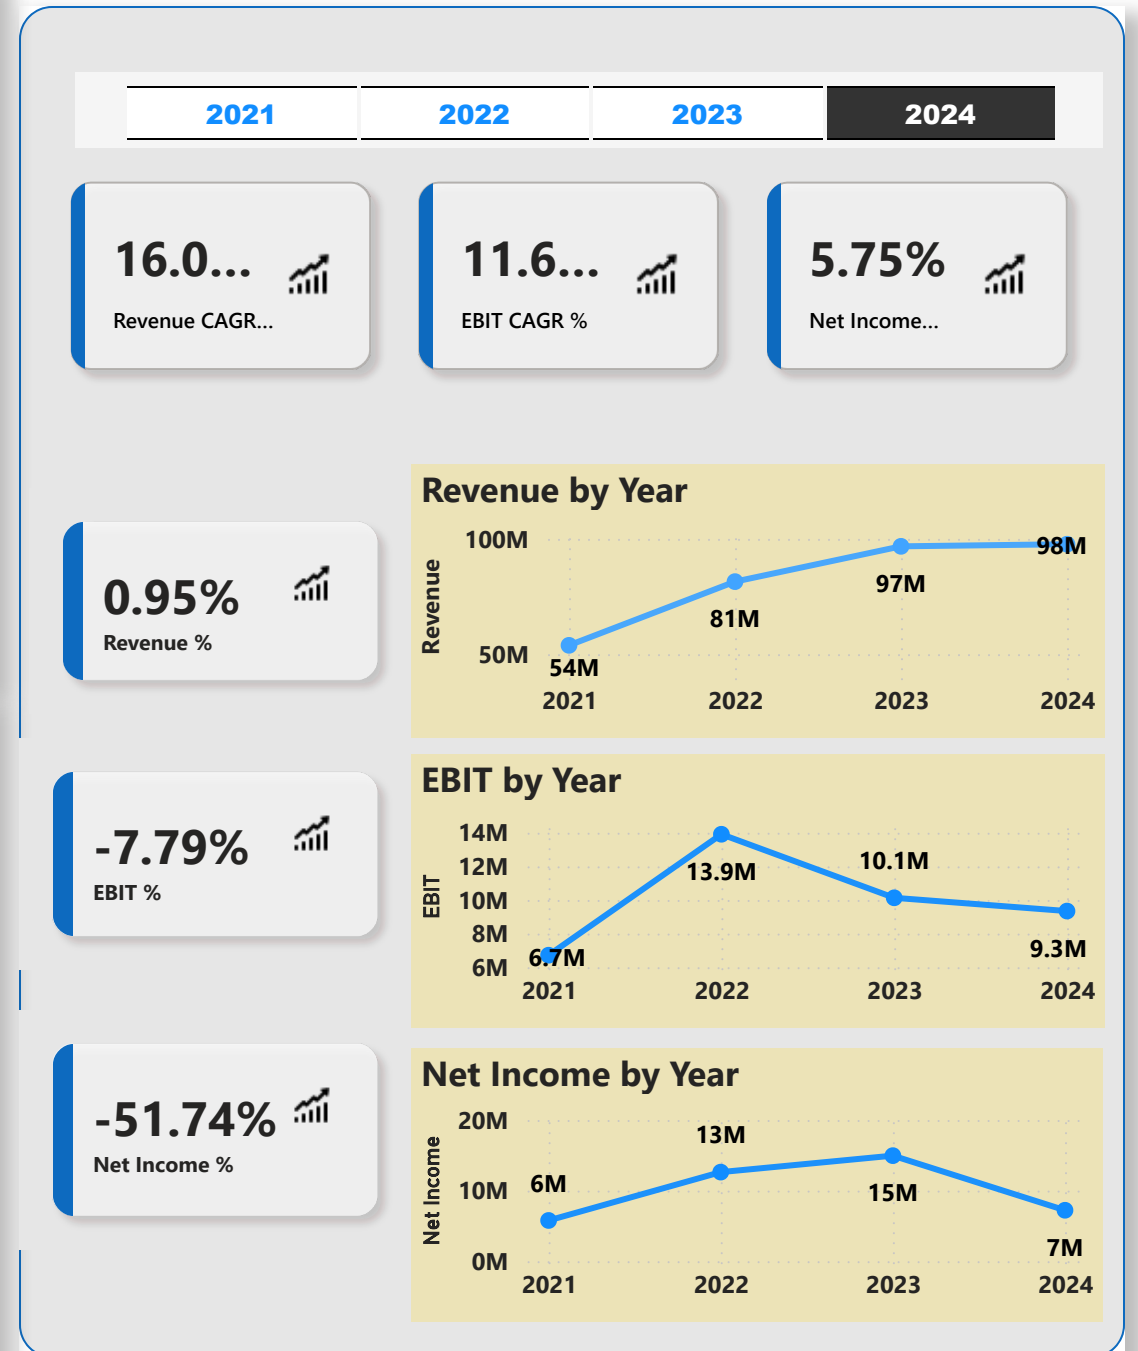 2021 2022 2023 2024
16.0... 11.6... 5.75%
Revenue CAGR... EBIT CAGR % Net Income...
0.95%
Revenue %
Revenue by Year
Revenue
100M
50M
54M
81M
97M
98M
2021 2022 2023 2024
-7.79%
EBIT %
EBIT by Year
EBIT
14M
12M
10M
8M
6M
6.7M
13.9M
10.1M
9.3M
2021 2022 2023 2024
-51.74%
Net Income %
Net Income by Year
Net Income
20M
10M
0M
6M
13M
15M
7M
2021 2022 2023 2024